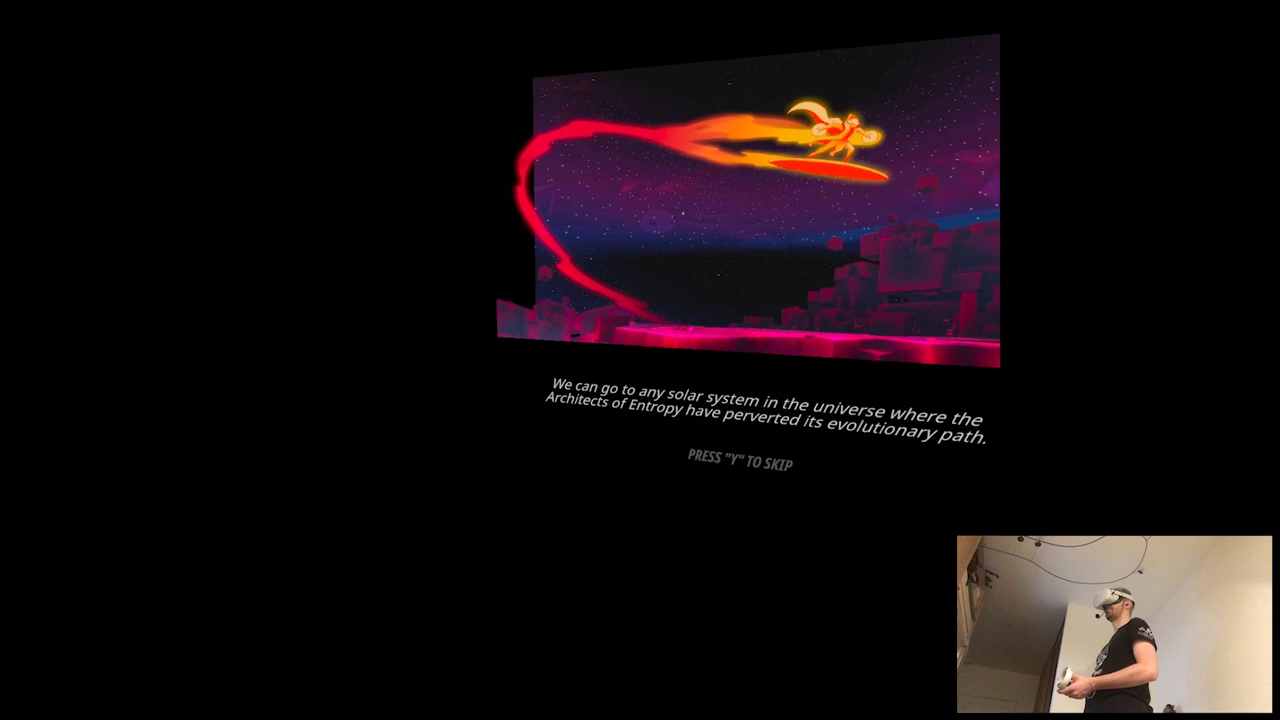 We can go to any solar system in the universe where the
Architects of Entropy have perverted its evolutionary path.
PRESS "Y" TO SKIP